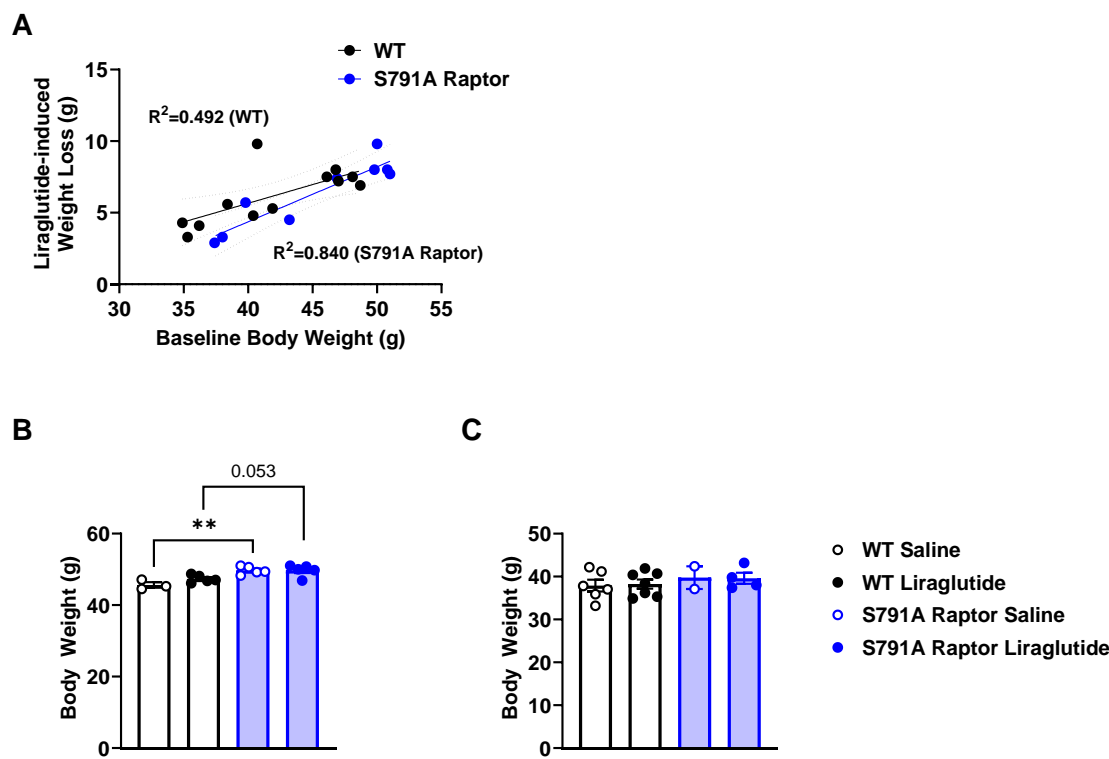 A
WT
S791A Raptor
R²=0.492 (WT)
R²=0.840 (S791A Raptor)
Liraglutide-induced
Weight Loss (g)
15
10
5
0
30 35 40 45 50 55
Baseline Body Weight (g)
B
0.053
**
Body Weight (g)
60
40
20
0
C
Body Weight (g)
50
40
30
20
10
0
WT Saline
WT Liraglutide
S791A Raptor Saline
S791A Raptor Liraglutide